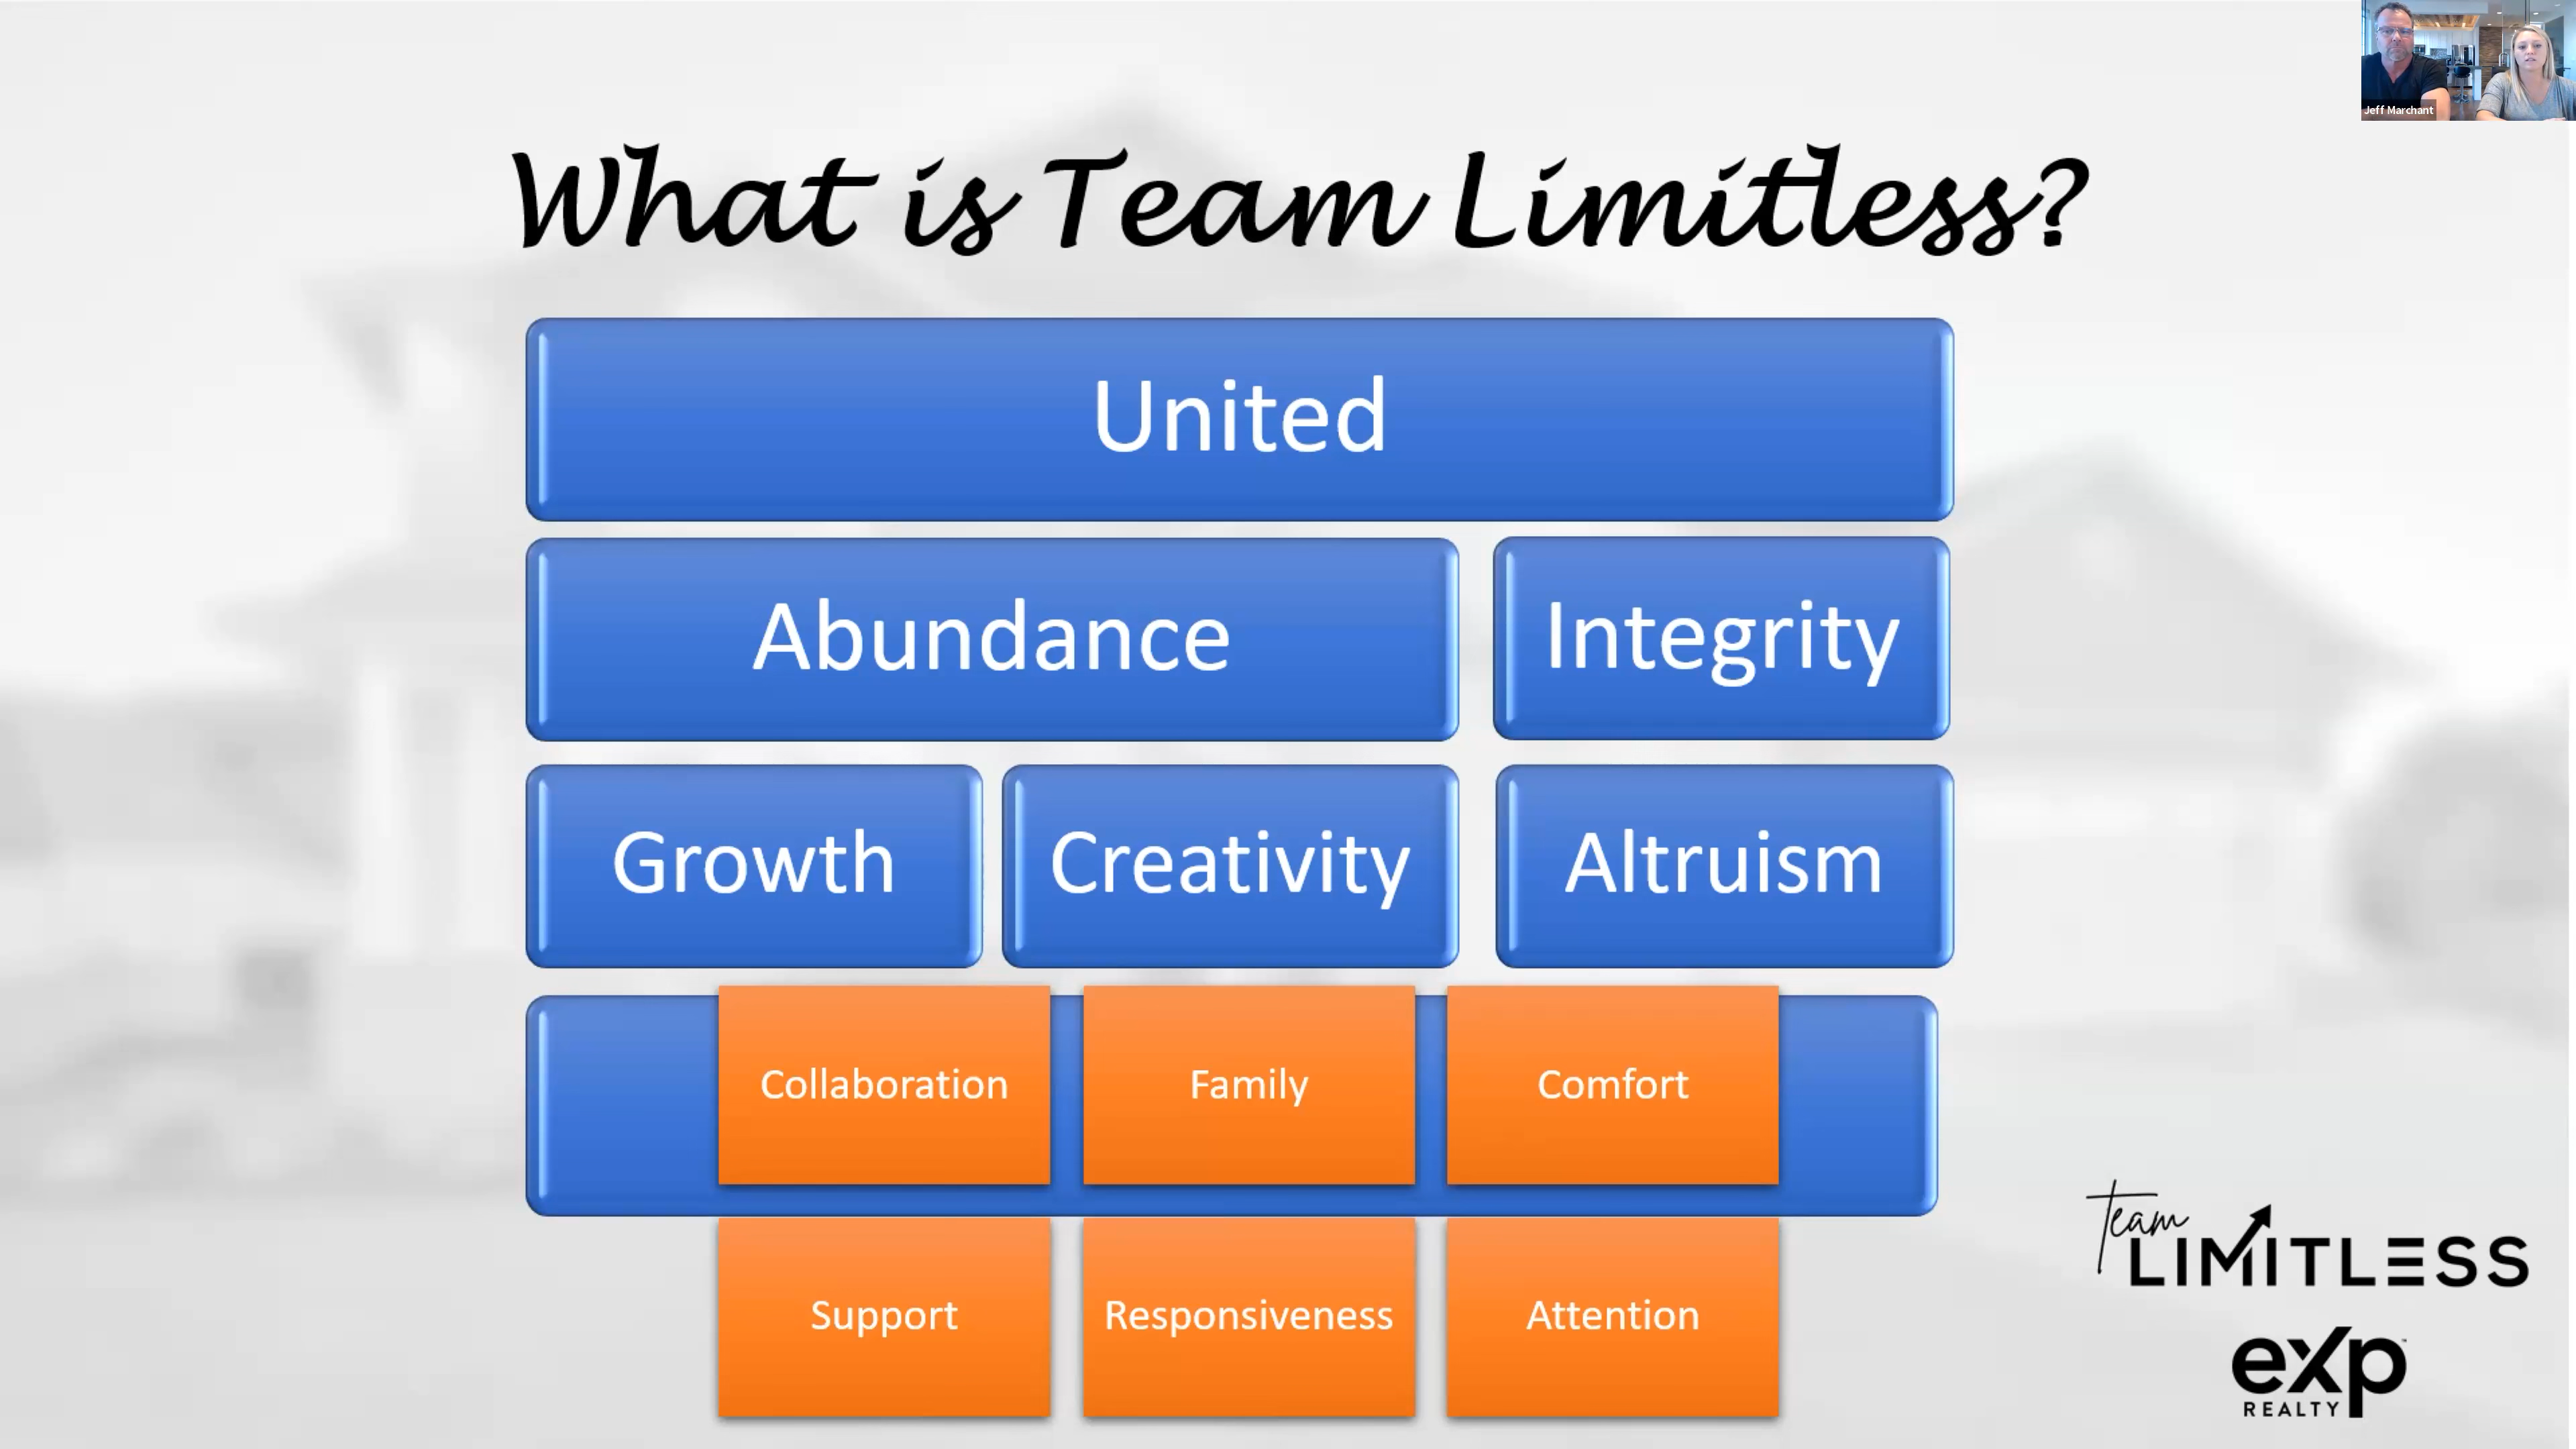 Jeff Marchant
What is Team Limitless?
United
Abundance Integrity
Growth Creativity Altruism
Collaboration Family Comfort
Support Responsiveness Attention
Team
LIMITLESS
exp
REALTY